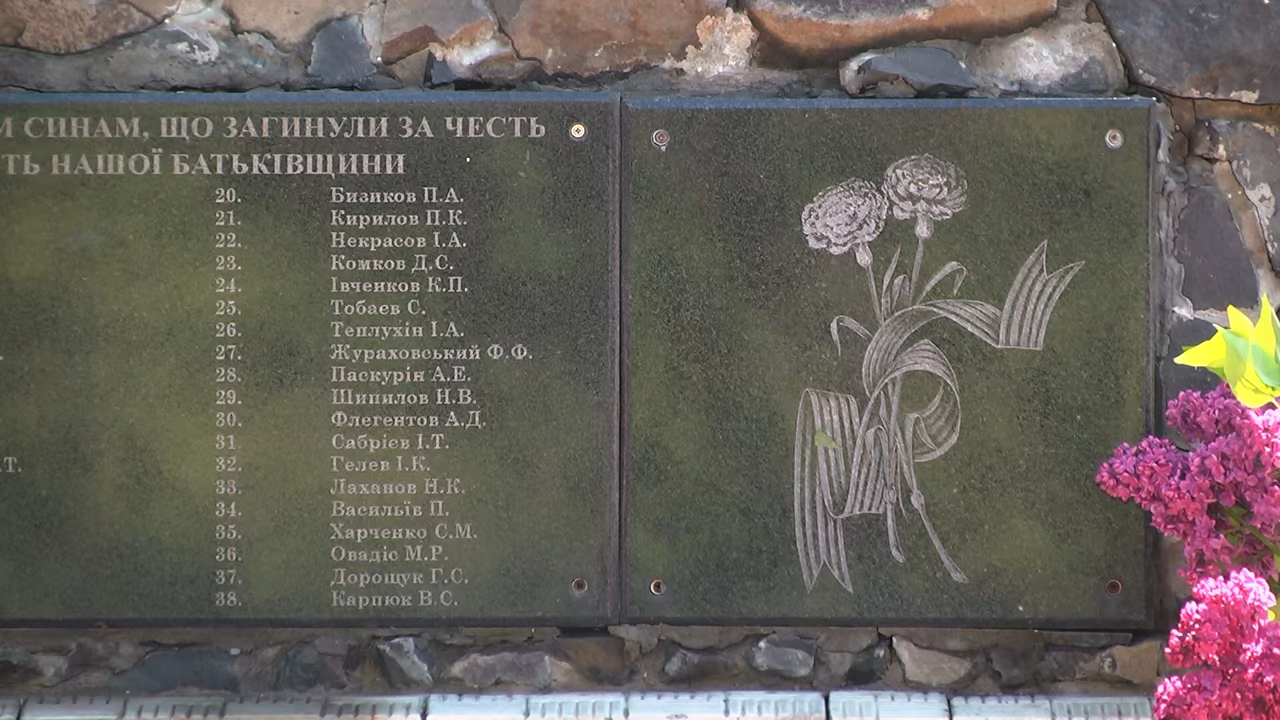 И СИНАМ, ЩО ЗАГИНУЛИ ЗА ЧЕСТЬ
ТЬ НАШОЇ БАТЬКІВЩИНИ
20. Бизиков П.А.
21. Кирилов П.К.
22. Некрасов І.А.
23. Комков Д.С.
24. Івченков К.П.
25. Тобаев С.
26. Теплухін І.А.
27. Жураховський Ф.Ф.
28. Паскурін А.Е.
29. Шипилов Н.В.
30. Флегентов А.Д.
31. Сабрієв І.Т.
.Т. 32. Гелев І.К.
33. Лаханов Н.К.
34. Васильїв П.
35. Харченко С.М.
36. Овадіс М.Р.
37. Дорощук Г.С.
38. Карпюк В.С.